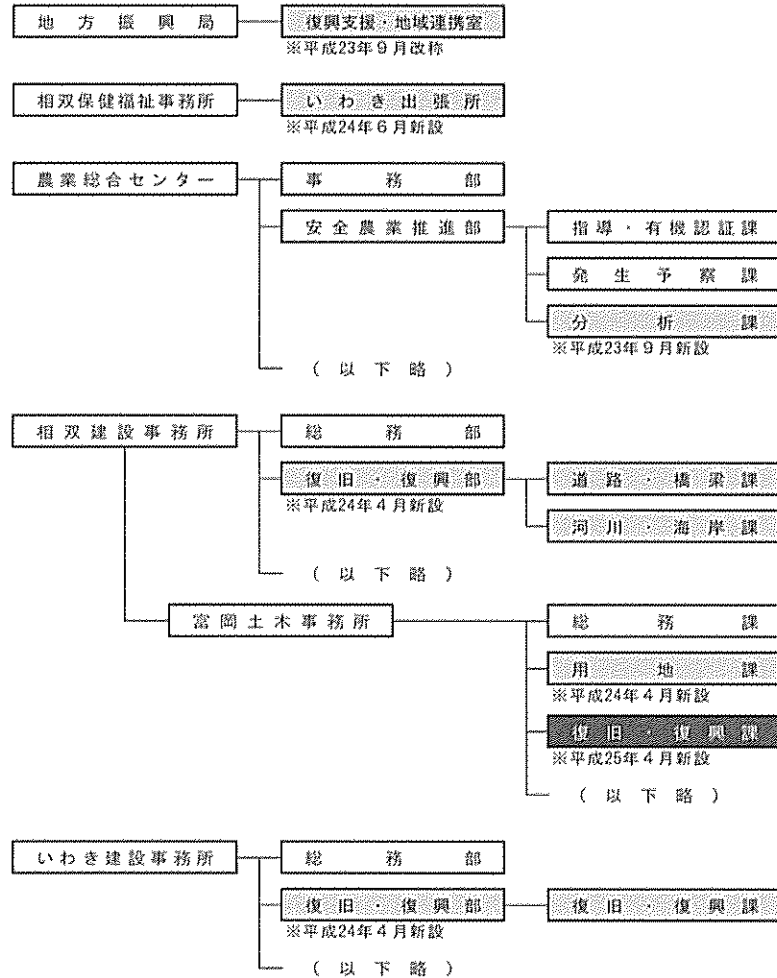 地方振興局 復興支援・地域連携室
※平成23年9月改称
相双保健福祉事務所 いわき出張所
※平成24年6月新設
農業総合センター 事務部
安全農業推進部 指導・有機認証課
発生予察課
分析課
※平成23年9月新設
(以下略)
相双建設事務所 総務部
復旧・復興部 道路・橋梁課
※平成24年4月新設
河川・海岸課
(以下略)
富岡土木事務所 総務課
用地課
※平成24年4月新設
復旧・復興課
※平成25年4月新設
(以下略)
いわき建設事務所 総務部
復旧・復興部 復旧・復興課
※平成24年4月新設
(以下略)